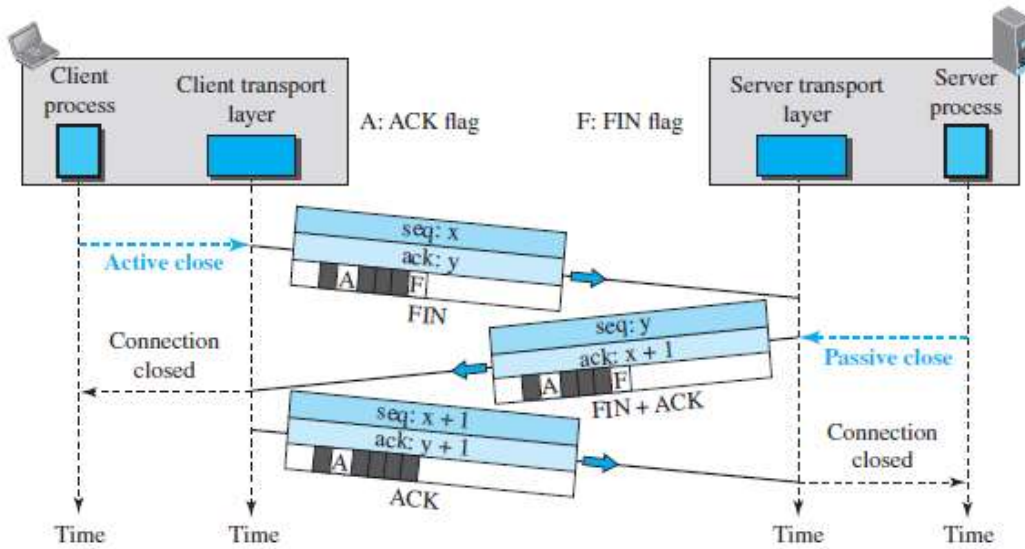 Client
process
Client transport
layer
A: ACK flag
F: FIN flag
Server transport
layer
Server
process
Active close
seq: x
ack: y
A
F
FIN
seq: y
ack: x + 1
A
F
FIN + ACK
Passive close
Connection
closed
seq: x + 1
ack: y + 1
A
ACK
Connection
closed
Time
Time
Time
Time